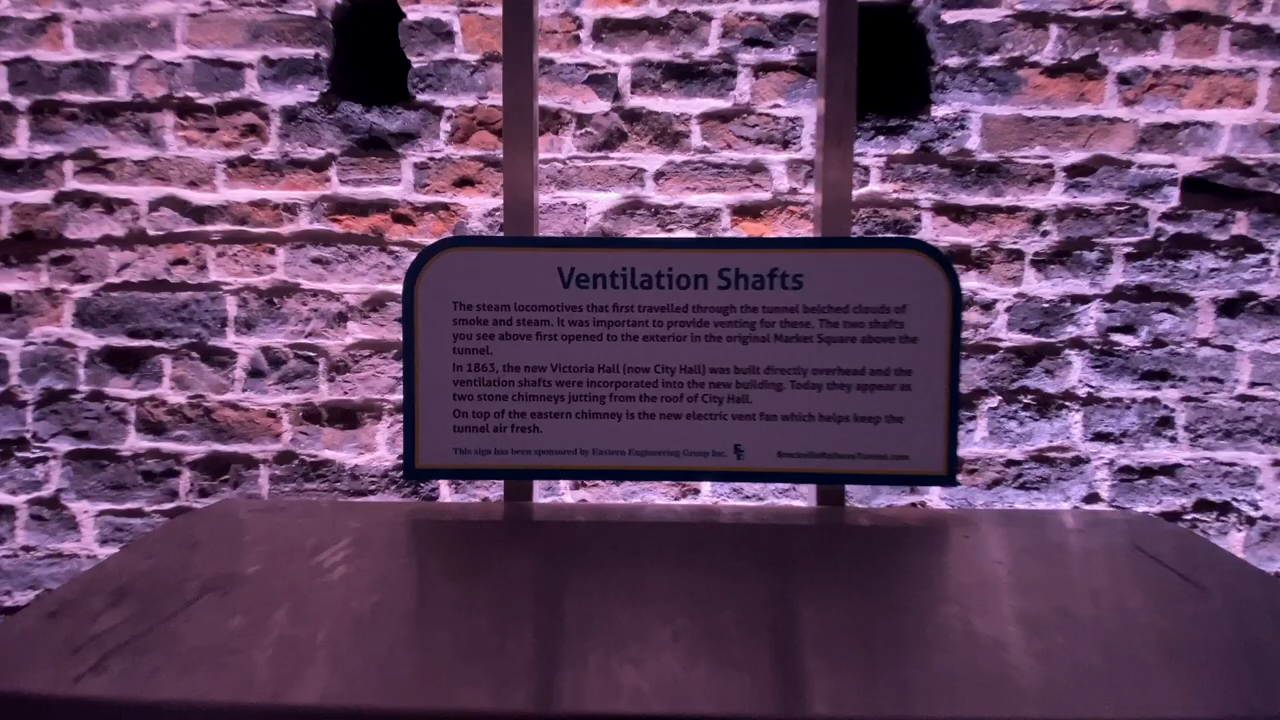 Ventilation Shafts
The steam locomotives that first travelled through the tunnel belched clouds of
smoke and steam. It was important to provide venting for these. The two shafts
you see above first opened to the exterior in the original Market Square above the
tunnel.
In 1863, the new Victoria Hall (now City Hall) was built directly overhead and the
ventilation shafts were incorporated into the new building. Today they appear as
two stone chimneys jutting from the roof of City Hall.
On top of the eastern chimney is the new electric vent fan which helps keep the
tunnel air fresh.
This sign has been sponsored by Eastern Engineering Group Inc.
BrockvilleRailwayTunnel.com